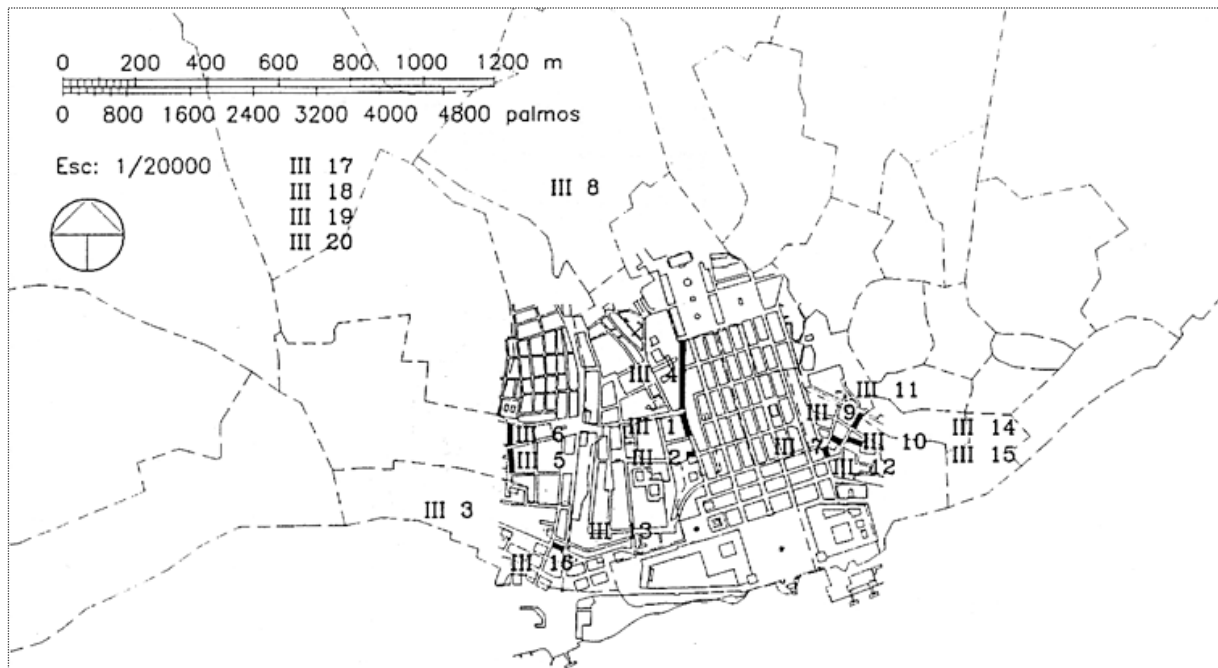 0 200 400 600 800 1000 1200 m
0 800 1600 2400 3200 4000 4800 palmos
Esc: 1/20000
III 17
III 18
III 19
III 20
III 8
III 4
III 11
III 9
III 1
III 6
III 14
III 10
III 7
III 2
III 5
III 15
III 12
III 3
III 13
III 16